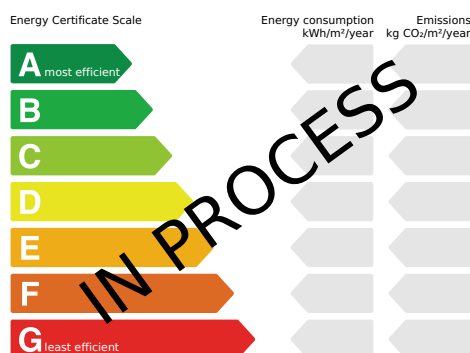 Energy Certificate Scale
Energy consumption
kWh/m²/year
Emissions
kg CO₂/m²/year
A most efficient
B
C
D
E
F
G least efficient
IN PROCESS